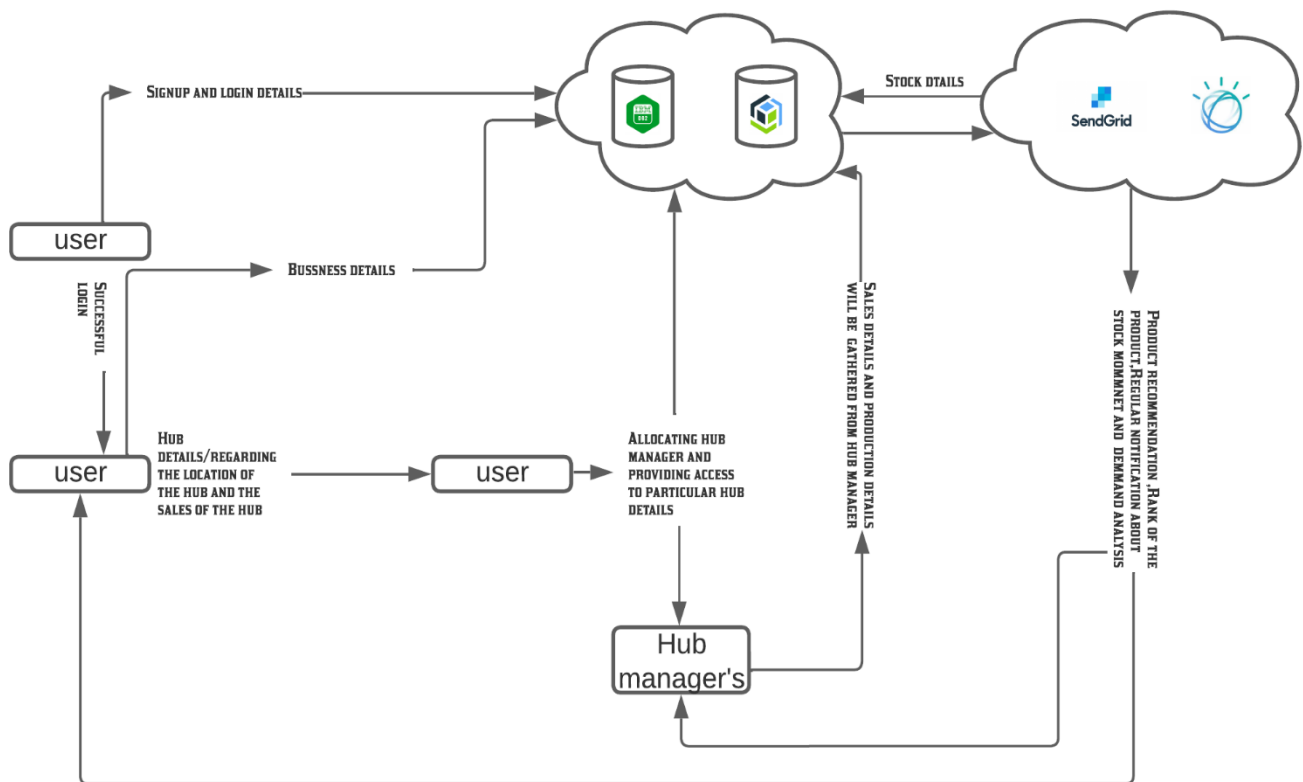 Signup and login details
Stock dtails
IBM
DB2
SendGrid
user
Bussness details
Successful
login
user
Hub
details/regarding
the location of
the hub and the
sales of the hub
user
Allocating hub
manager and
providing access
to particular hub
details
Sales details and production details
will be gathered from hub manager
Product recommendation ,Rank of the
product,Regular notification about
stock mommnet and demmand analysis
Hub
manager's